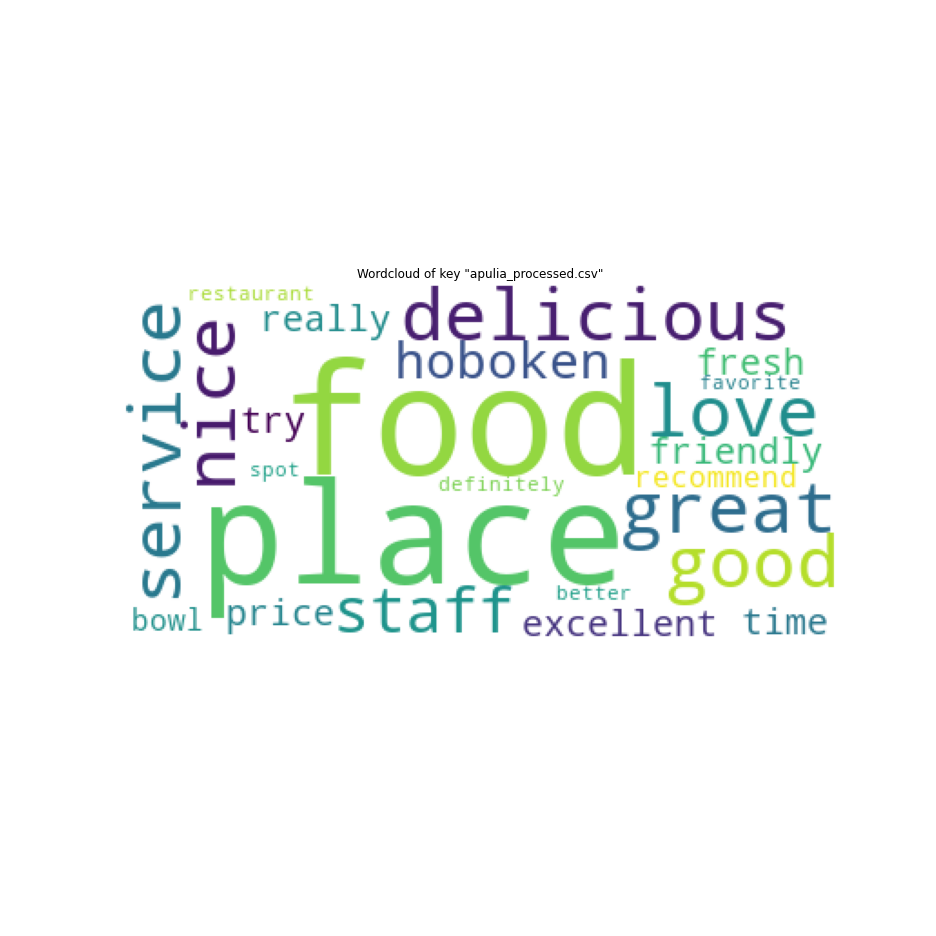 Wordcloud of key "apulia_processed.csv"
restaurant
really
delicious
service
nice
hoboken
fresh
favorite
try
food
love
friendly
spot
definitely
recommend
place
great
good
better
bowl
price
staff
excellent
time